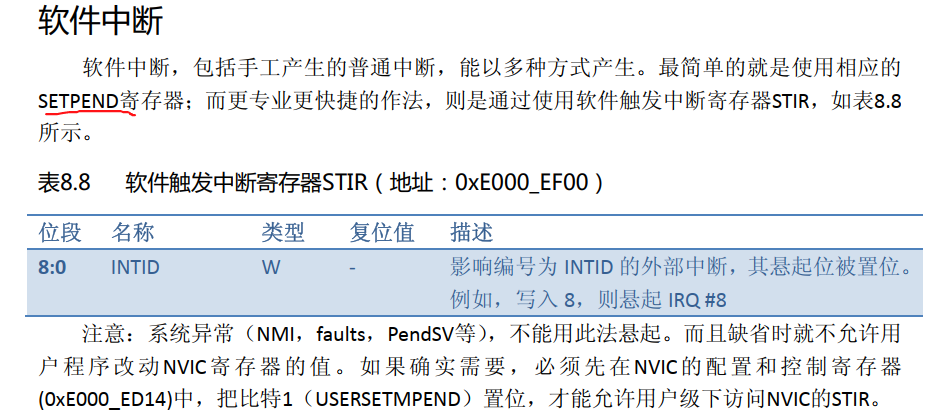 软件中断
软件中断，包括手工产生的普通中断，能以多种方式产生。最简单的就是使用相应的
SETPEND寄存器；而更专业更快捷的作法，则是通过使用软件触发中断寄存器STIR，如表8.8
所示。
表8.8 软件触发中断寄存器STIR（地址：0xE000_EF00）
位段 名称 类型 复位值 描述
8:0 INTID W - 影响编号为 INTID 的外部中断，其悬起位被置位。
例如，写入 8，则悬起 IRQ #8
注意：系统异常（NMI，faults，PendSV等），不能用此法悬起。而且缺省时就不允许用
户程序改动NVIC寄存器的值。如果确实需要，必须先在NVIC的配置和控制寄存器
(0xE000_ED14)中，把比特1（USERSETMPEND）置位，才能允许用户级下访问NVIC的STIR。